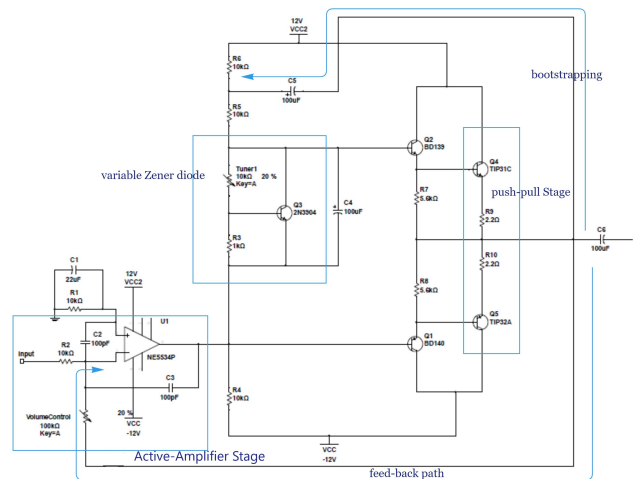 12V
VCC2
R6
10kΩ
C5
100uF
bootstrapping
R5
10kΩ
Q2
BD139
variable Zener diode
Tuner1
10kΩ
Key=A
20 %
Q3
2N3904
C4
100uF
Q4
TIP31C
push-pull Stage
R7
5.6kΩ
R9
2.2Ω
R3
1kΩ
C6
100uF
R10
2.2Ω
C1
22uF
12V
VCC2
R8
5.6kΩ
R1
10kΩ
U1
Q5
TIP32A
C2
100pF
Input
R2
10kΩ
NE5534P
Q1
BD140
C3
100pF
R4
10kΩ
VolumeControl
100kΩ
Key=A
20 %
VCC
-12V
VCC
-12V
Active-Amplifier Stage
feed-back path